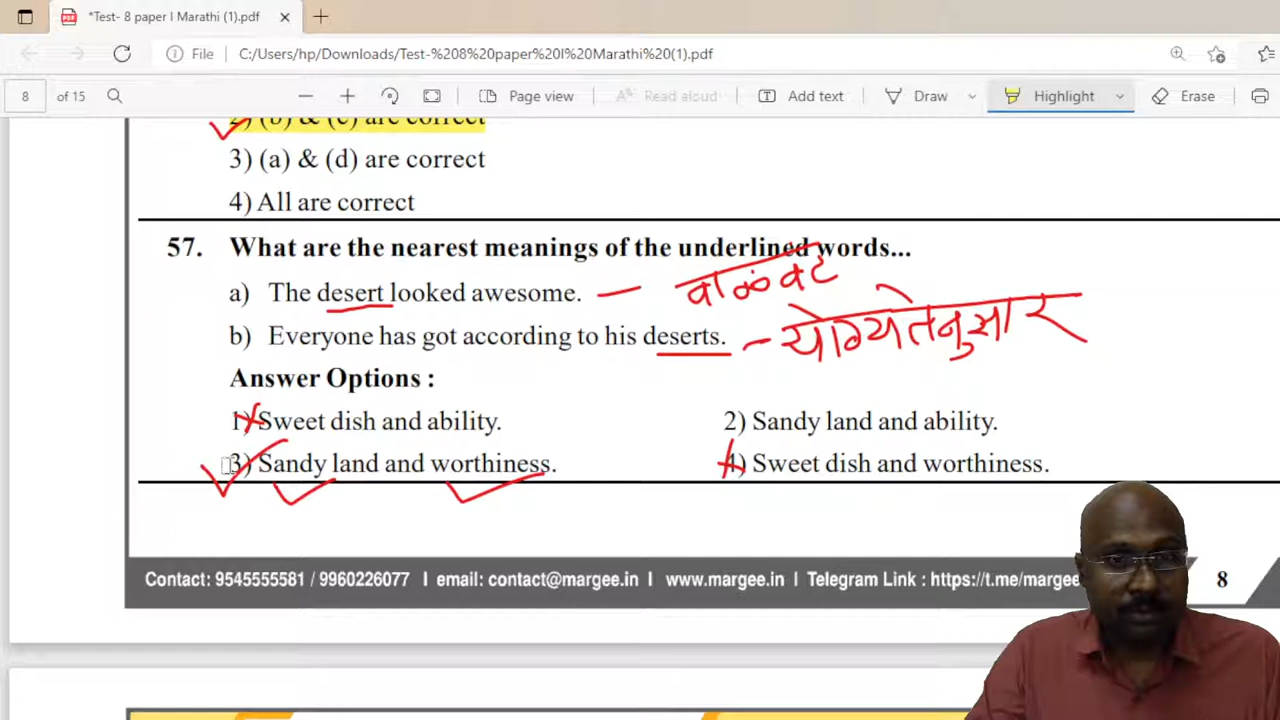 *Test- 8 paper I Marathi (1).pdf
File C:/Users/hp/Downloads/Test-%208%20paper%20I%20Marathi%20(1).pdf
8 of 15 Page view Read aloud Add text Draw Highlight Erase
2) (b) & (c) are correct
3) (a) & (d) are correct
4) All are correct
57. What are the nearest meanings of the underlined words...
a) The desert looked awesome. – वाळवंट
b) Everyone has got according to his deserts. – योग्यतेनुसार
Answer Options :
1) Sweet dish and ability. 2) Sandy land and ability.
3) Sandy land and worthiness. 4) Sweet dish and worthiness.
Contact: 9545555581 / 9960226077 I email: contact@margee.in I www.margee.in I Telegram Link : https://t.me/margee 8